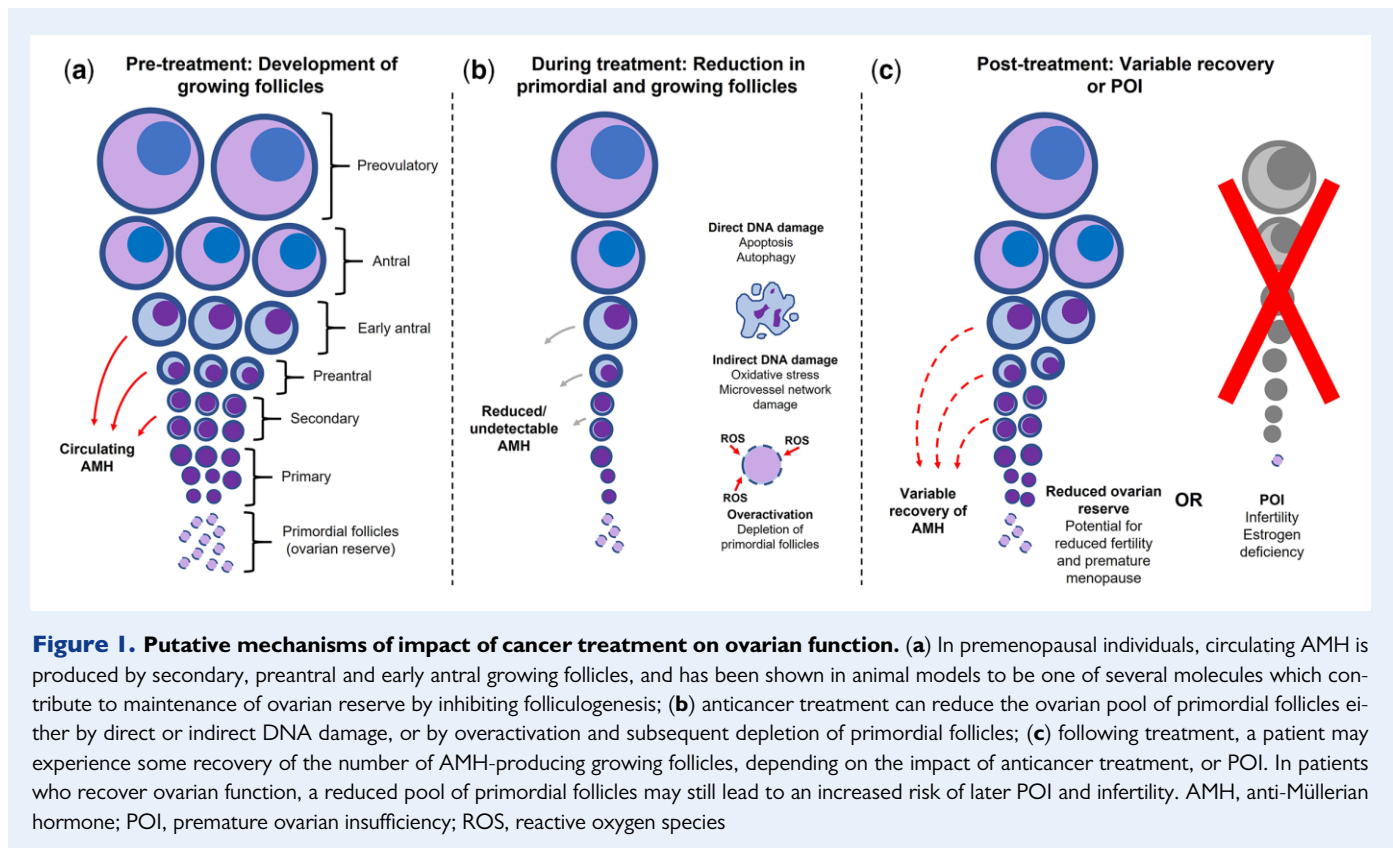 (a) Pre-treatment: Development of
growing follicles
Preovulatory
Antral
Early antral
Preantral
Secondary
Circulating
AMH
Primary
Primordial follicles
(ovarian reserve)
(b) During treatment: Reduction in
primordial and growing follicles
Direct DNA damage
Apoptosis
Autophagy
Indirect DNA damage
Oxidative stress
Microvessel network
damage
Reduced/
undetectable
AMH
ROS
ROS
ROS
Overactivation
Depletion of
primordial follicles
(c) Post-treatment: Variable recovery
or POI
Variable
recovery of
AMH
Reduced ovarian
reserve
Potential for
reduced fertility
and premature
menopause
OR
POI
Infertility
Estrogen
deficiency
Figure 1. Putative mechanisms of impact of cancer treatment on ovarian function. (a) In premenopausal individuals, circulating AMH is
produced by secondary, preantral and early antral growing follicles, and has been shown in animal models to be one of several molecules which con-
tribute to maintenance of ovarian reserve by inhibiting folliculogenesis; (b) anticancer treatment can reduce the ovarian pool of primordial follicles ei-
ther by direct or indirect DNA damage, or by overactivation and subsequent depletion of primordial follicles; (c) following treatment, a patient may
experience some recovery of the number of AMH-producing growing follicles, depending on the impact of anticancer treatment, or POI. In patients
who recover ovarian function, a reduced pool of primordial follicles may still lead to an increased risk of later POI and infertility. AMH, anti-Müllerian
hormone; POI, premature ovarian insufficiency; ROS, reactive oxygen species